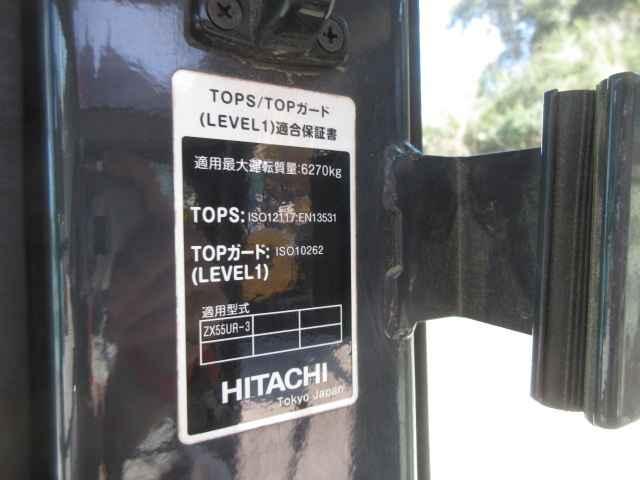 TOPS/TOPガード
(LEVEL1)適合保証書
適用最大運転質量:6270kg
TOPS: ISO12117:EN13531
TOPガード: ISO10262
(LEVEL1)
適用型式
ZX55UR-3
HITACHI
Tokyo Japan